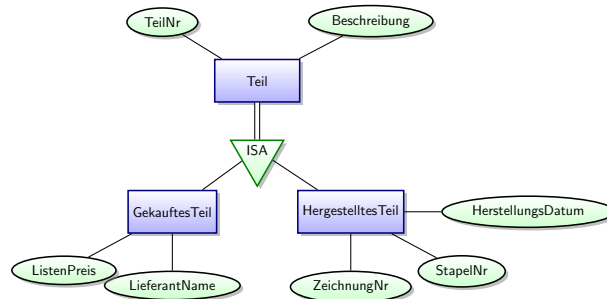 TeilNr
Beschreibung
Teil
ISA
GekauftesTeil
HergestelltesTeil
HerstellungsDatum
ListenPreis
LieferantName
ZeichnungNr
StapelNr